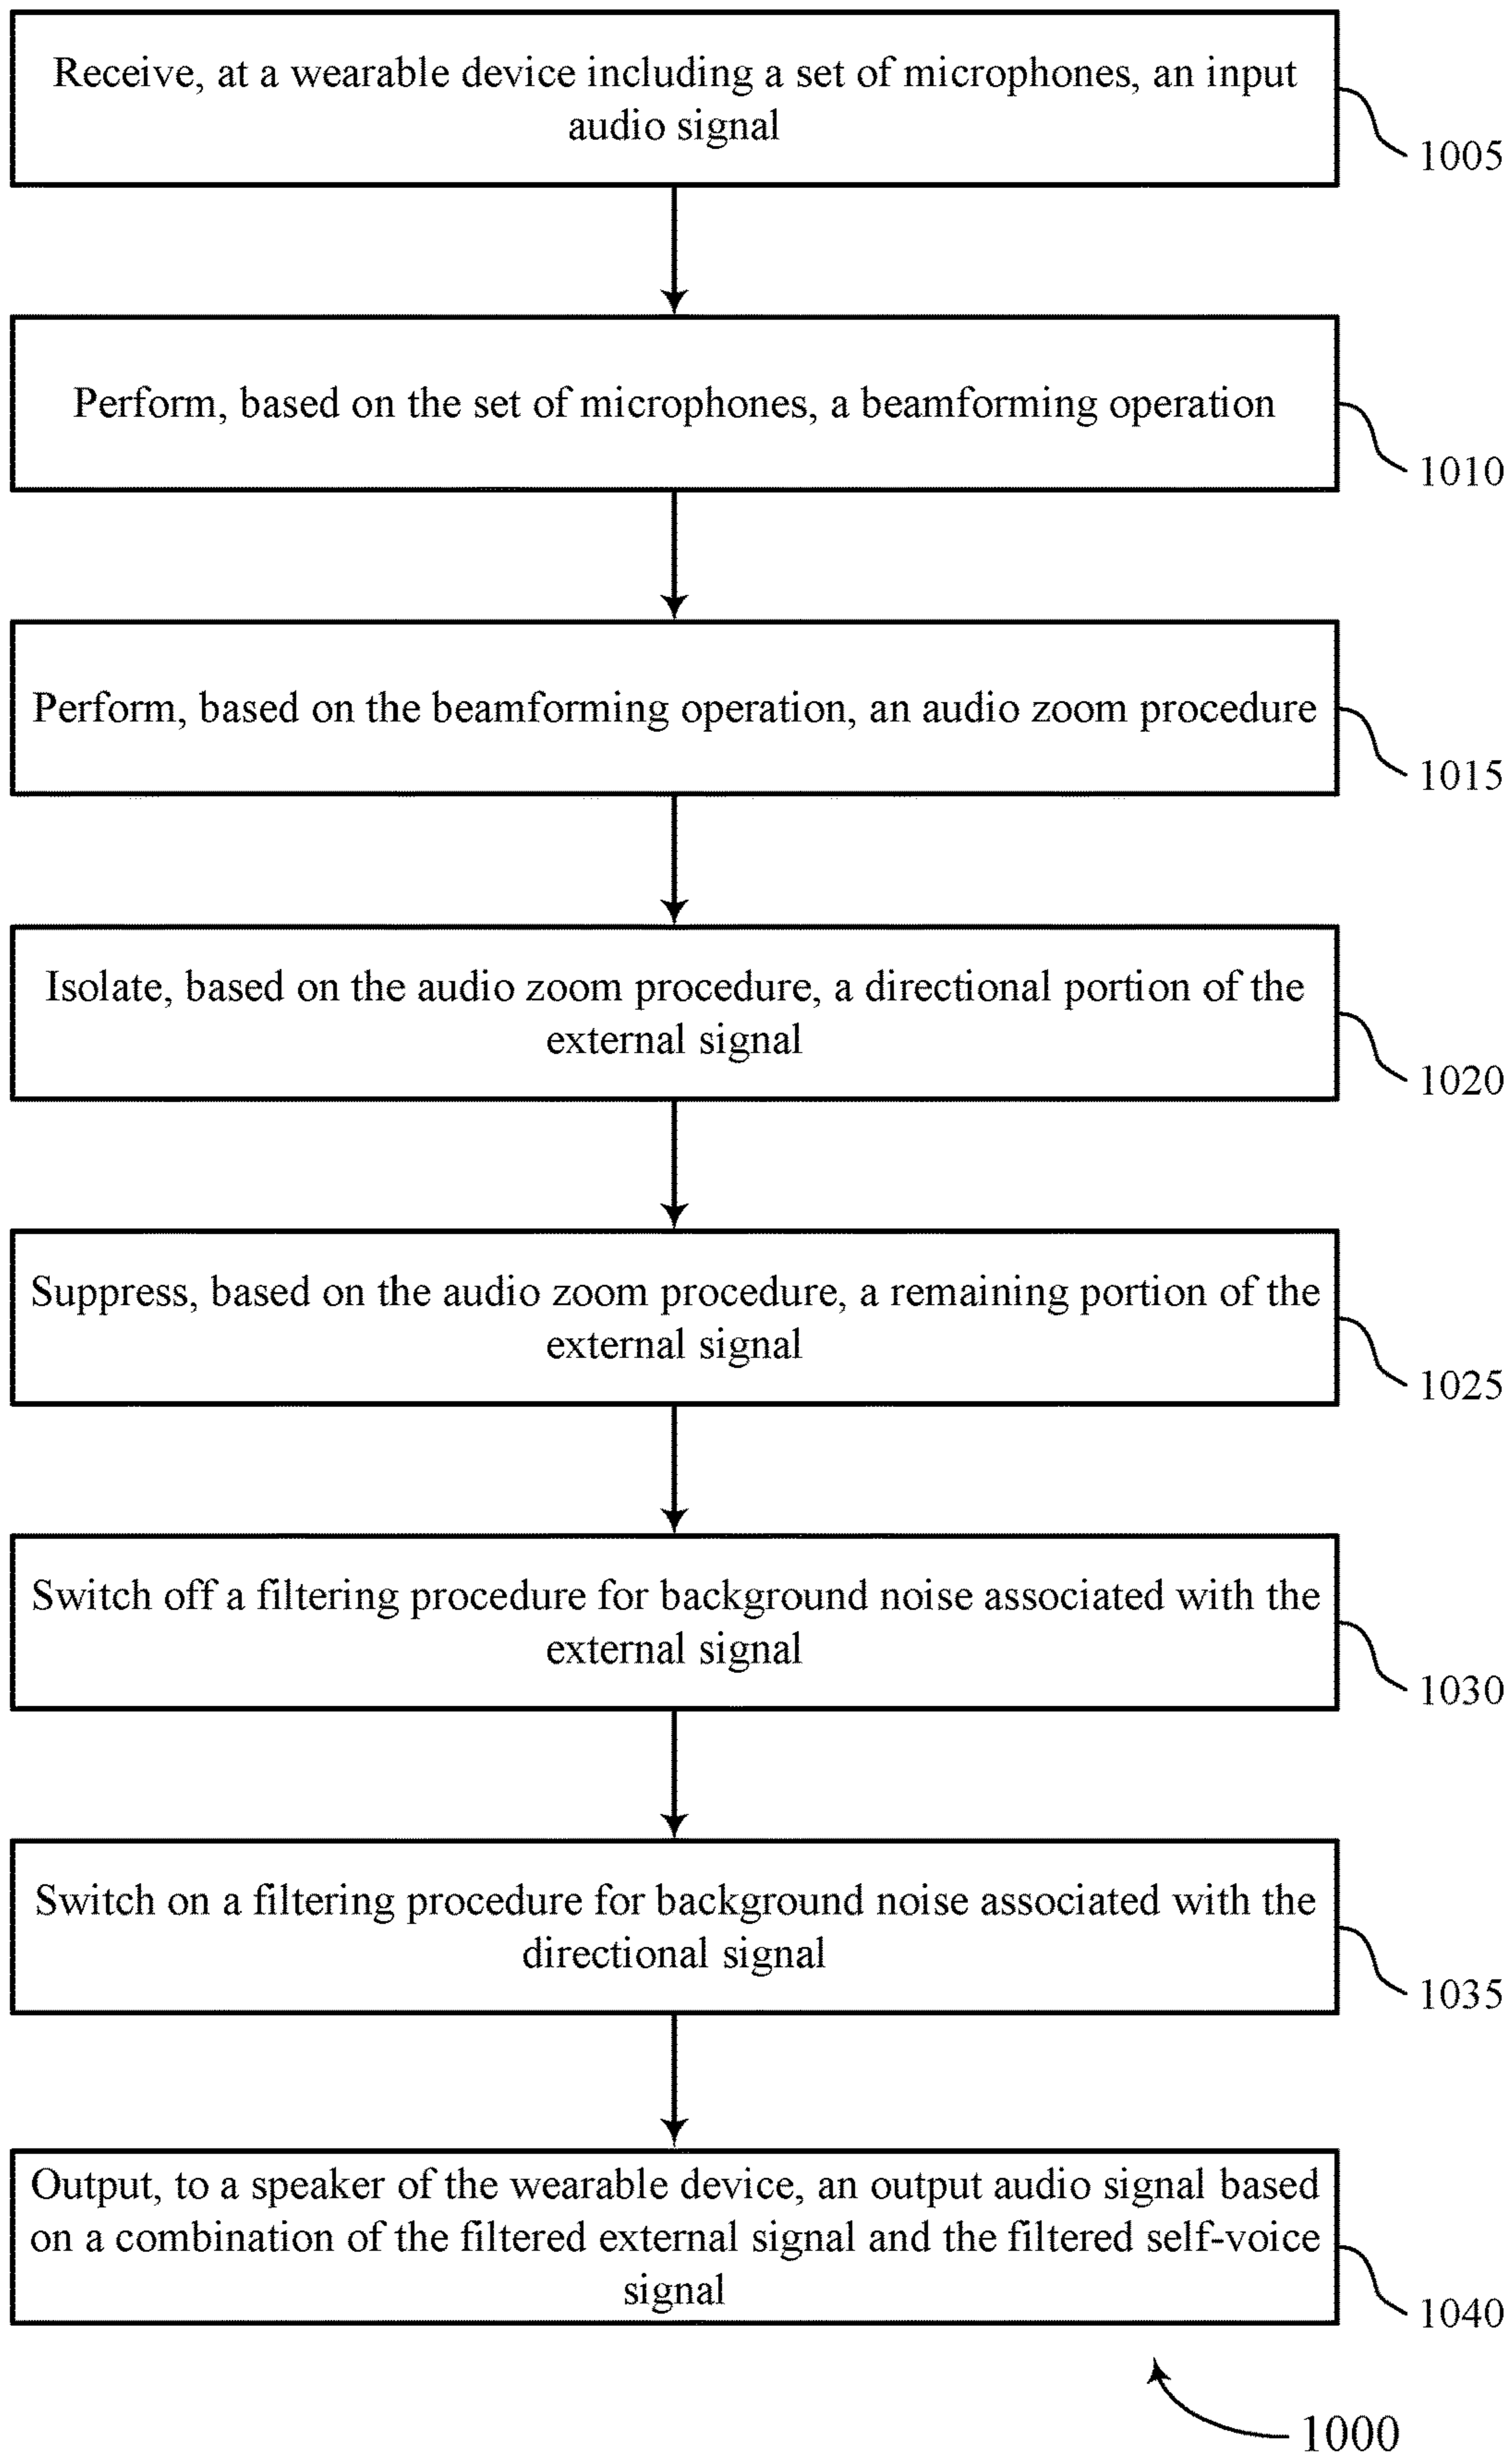 Receive, at a wearable device including a set of microphones, an input
audio signal
1005
Perform, based on the set of microphones, a beamforming operation
1010
Perform, based on the beamforming operation, an audio zoom procedure
1015
Isolate, based on the audio zoom procedure, a directional portion of the
external signal
1020
Suppress, based on the audio zoom procedure, a remaining portion of the
external signal
1025
Switch off a filtering procedure for background noise associated with the
external signal
1030
Switch on a filtering procedure for background noise associated with the
directional signal
1035
Output, to a speaker of the wearable device, an output audio signal based
on a combination of the filtered external signal and the filtered self-voice
signal
1040
1000